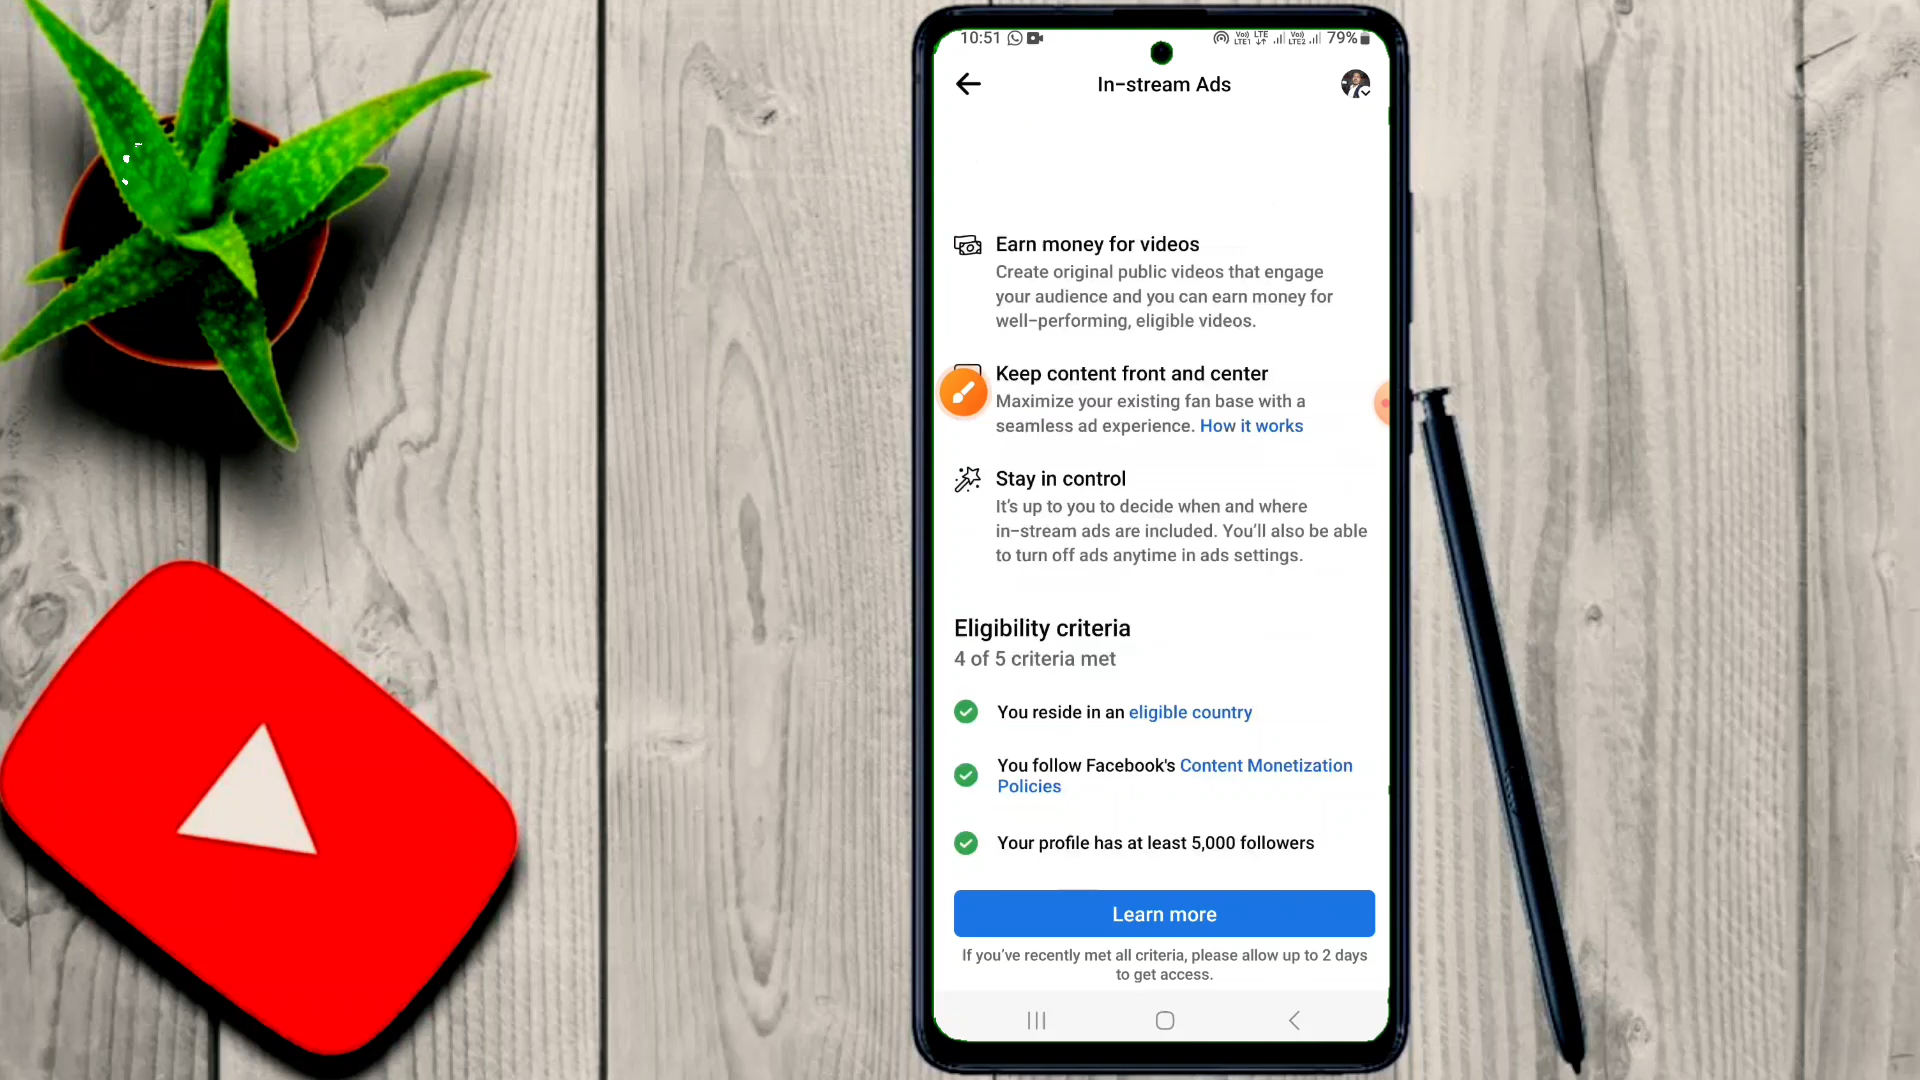 10:51
Vo) LTE1 LTE Vo) LTE2 79%
In-stream Ads
Earn money for videos
Create original public videos that engage
your audience and you can earn money for
well-performing, eligible videos.
Keep content front and center
Maximize your existing fan base with a
seamless ad experience. How it works
Stay in control
It's up to you to decide when and where
in-stream ads are included. You'll also be able
to turn off ads anytime in ads settings.
Eligibility criteria
4 of 5 criteria met
You reside in an eligible country
You follow Facebook's Content Monetization
Policies
Your profile has at least 5,000 followers
Learn more
If you've recently met all criteria, please allow up to 2 days
to get access.